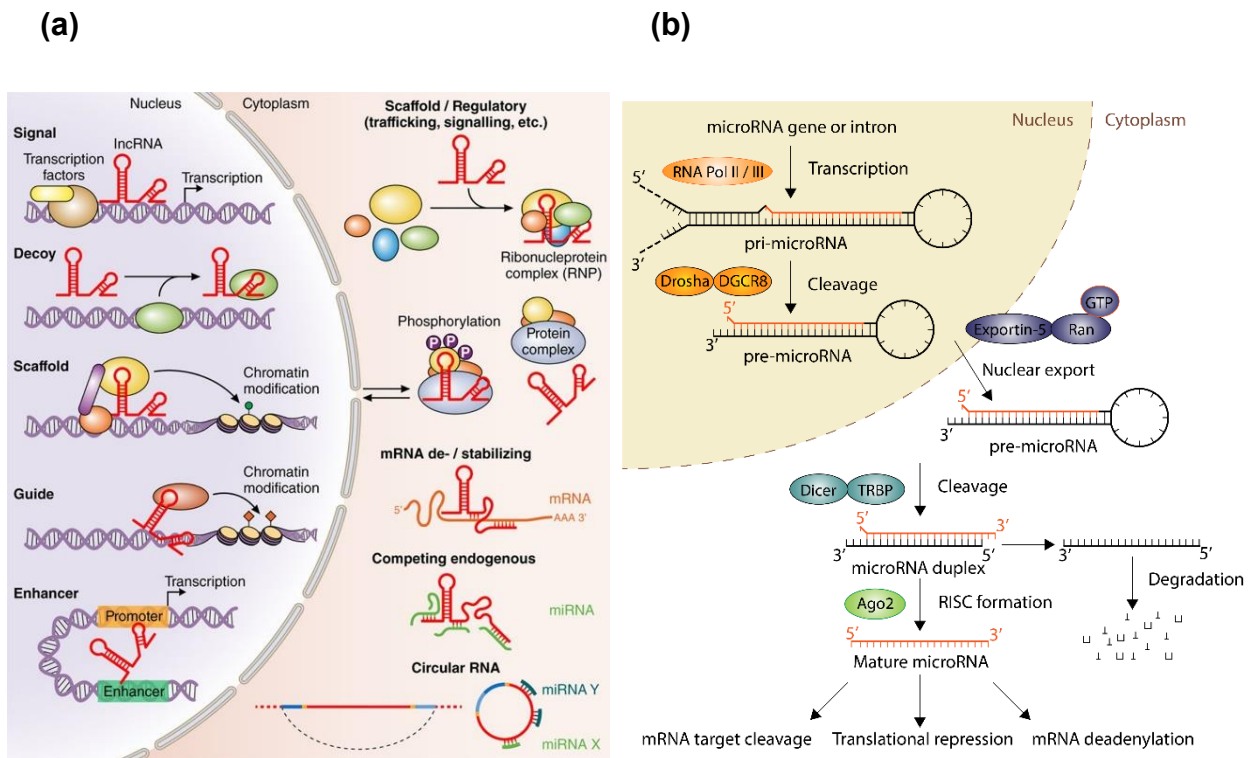 (a)
Nucleus
Cytoplasm
Signal
lncRNA
Transcription
factors
Transcription
Decoy
Scaffold
Chromatin
modification
Guide
Chromatin
modification
Enhancer
Transcription
Promoter
Enhancer
Scaffold / Regulatory
(trafficking, signalling, etc.)
Ribonucleoprotein
complex (RNP)
Phosphorylation
P P P
Protein
complex
mRNA de- / stabilizing
mRNA
5'
AAA 3'
Competing endogenous
miRNA
Circular RNA
miRNA Y
miRNA X
(b)
Nucleus
Cytoplasm
microRNA gene or intron
RNA Pol II / III
Transcription
5′
3′
pri-microRNA
Drosha
DGCR8
Cleavage
5′
3′
pre-microRNA
GTP
Exportin-5
Ran
Nuclear export
5′
3′
pre-microRNA
Dicer
TRBP
Cleavage
5′
3′
3′
5′
microRNA duplex
3′
5′
Degradation
Ago2
RISC formation
5′
3′
Mature microRNA
mRNA target cleavage
Translational repression
mRNA deadenylation